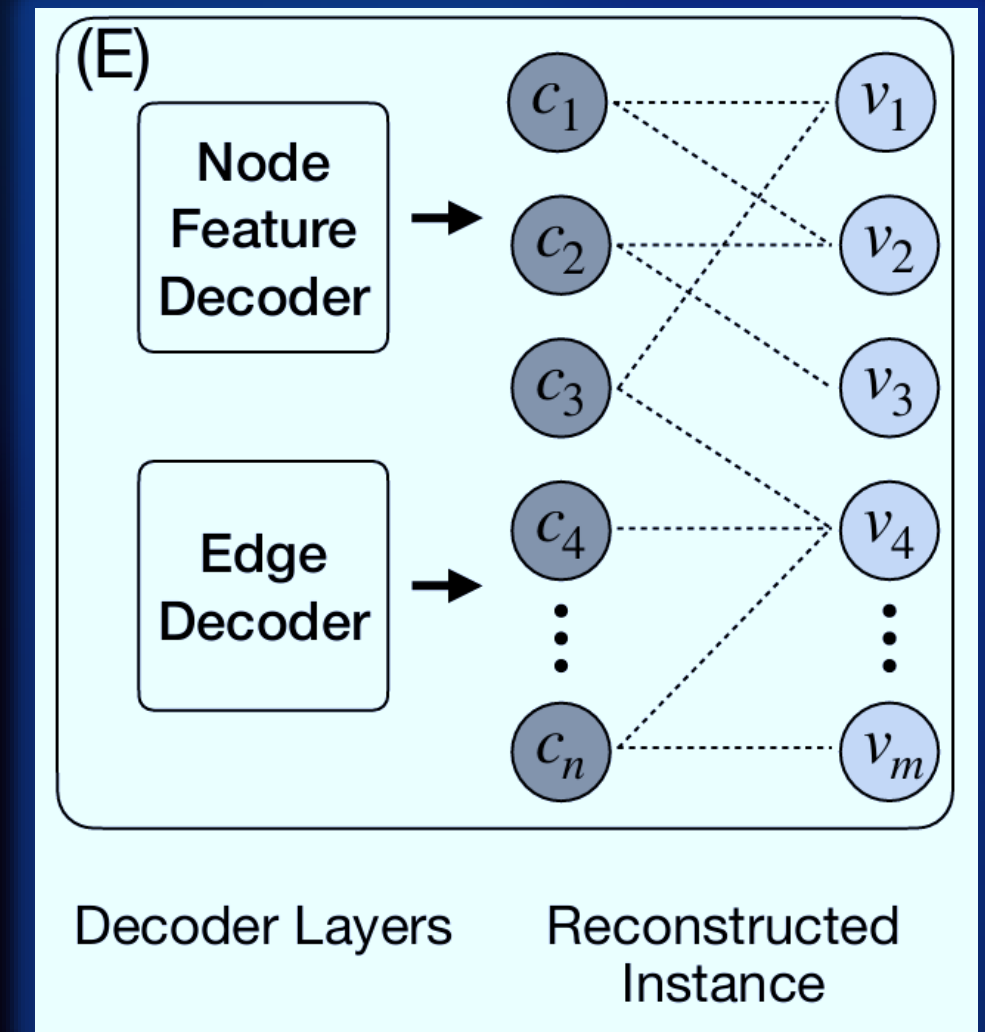 (E)
Node
Feature
Decoder
Edge
Decoder
c₁
v₁
c₂
v₂
c₃
v₃
c₄
v₄
cₙ
vₘ
Decoder Layers
Reconstructed
Instance